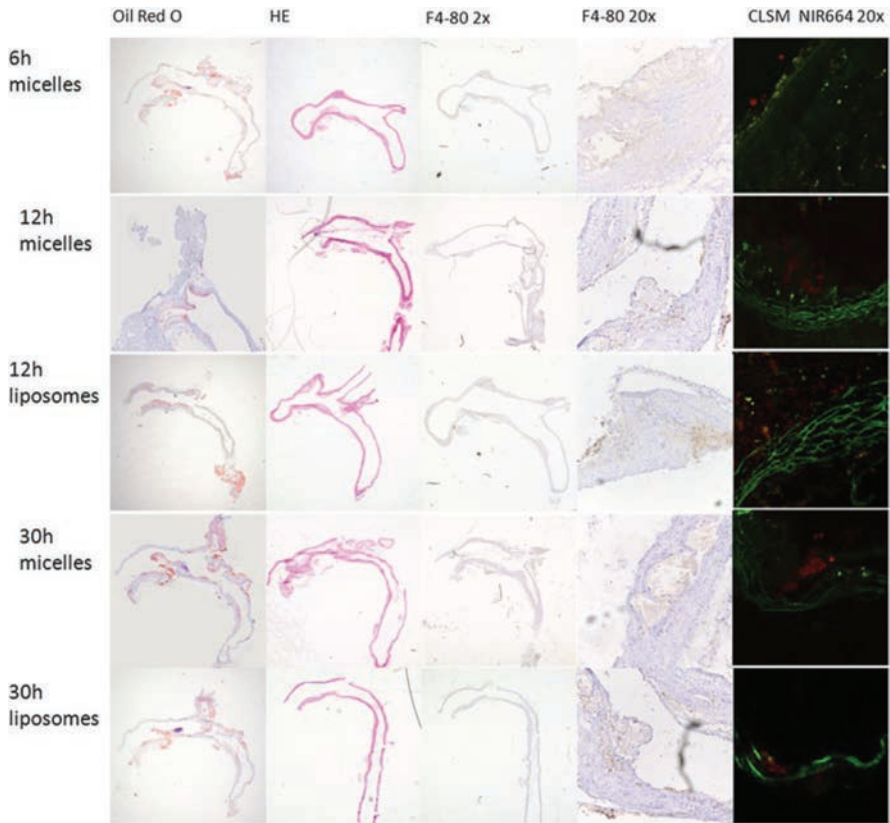 Oil Red O HE F4-80 2x F4-80 20x CLSM NIR664 20x
6h
micelles
12h
micelles
12h
liposomes
30h
micelles
30h
liposomes